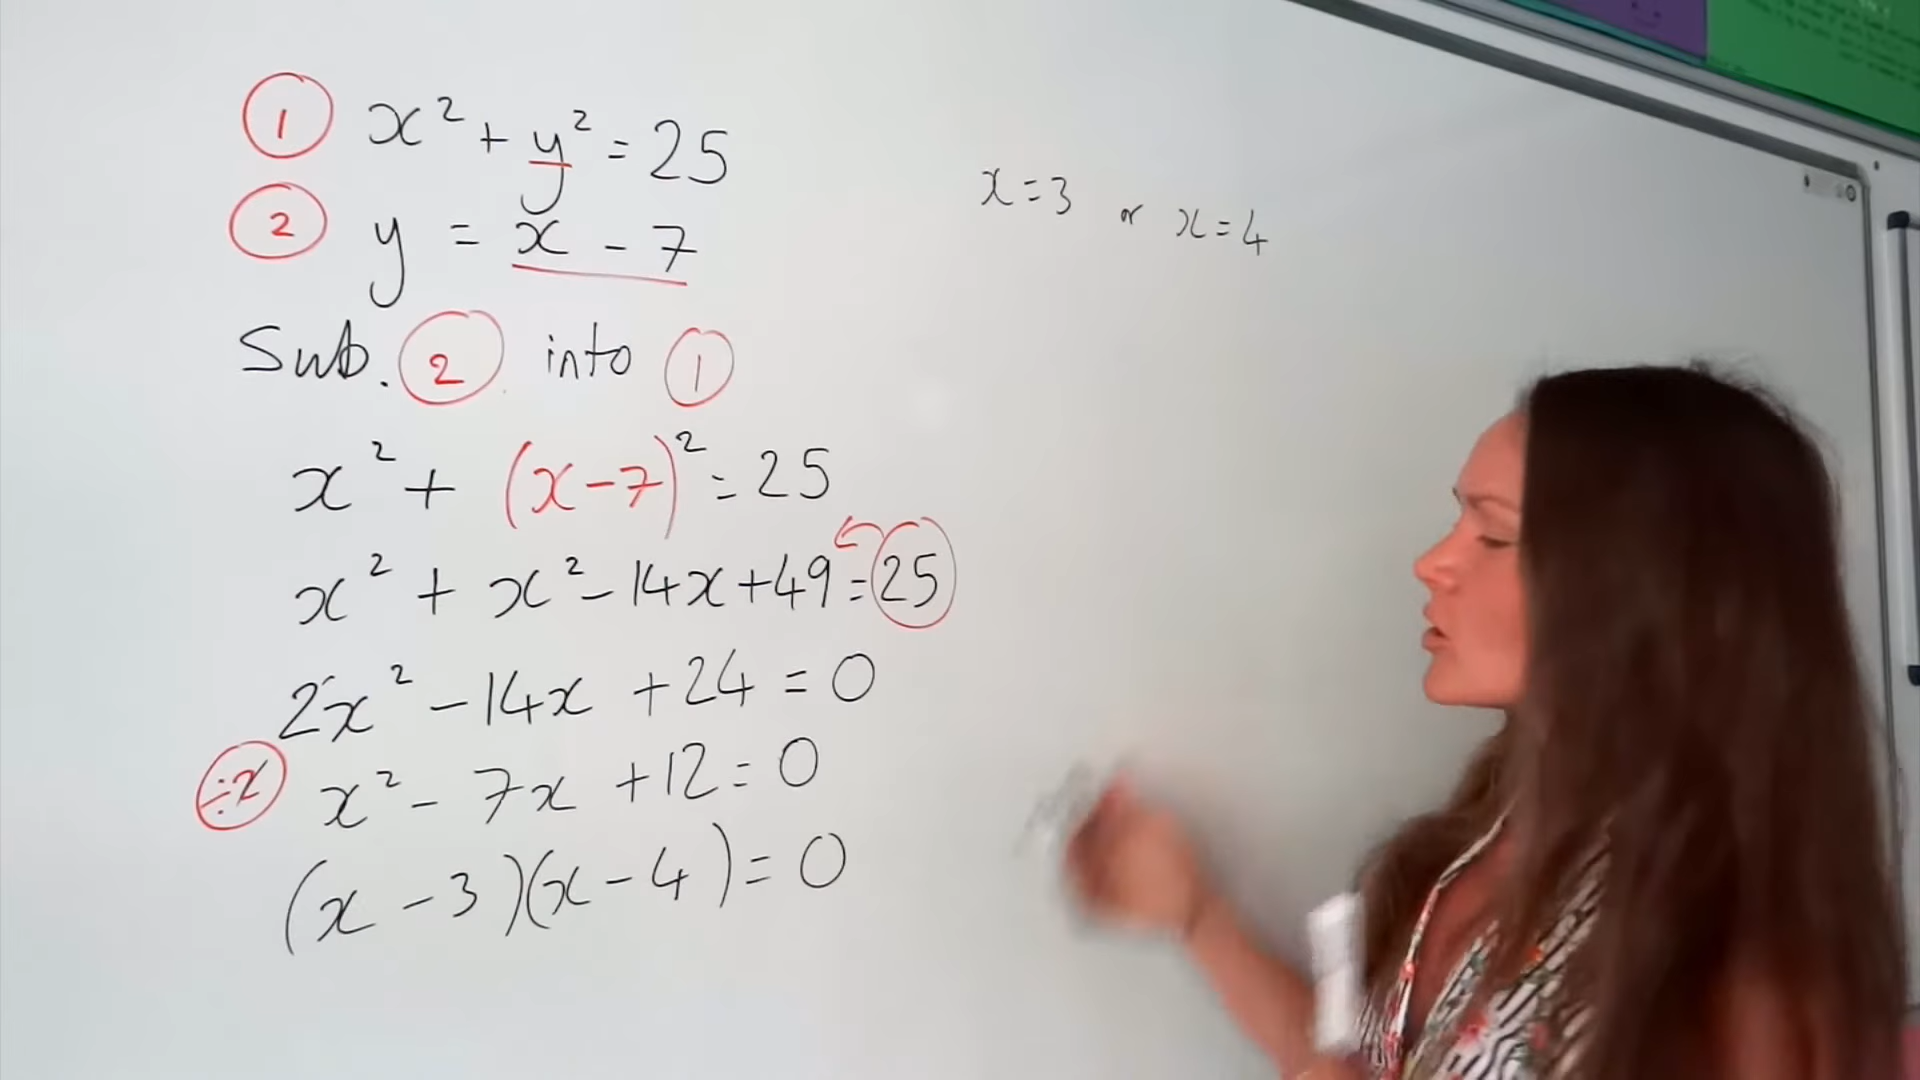 ① x² + y² = 25
② y = x - 7
Sub. ② into ①
x² + (x-7)² = 25
x² + x² - 14x + 49 = 25
2x² - 14x + 24 = 0
÷2 x² - 7x + 12 = 0
(x - 3)(x - 4) = 0
x = 3 or x = 4